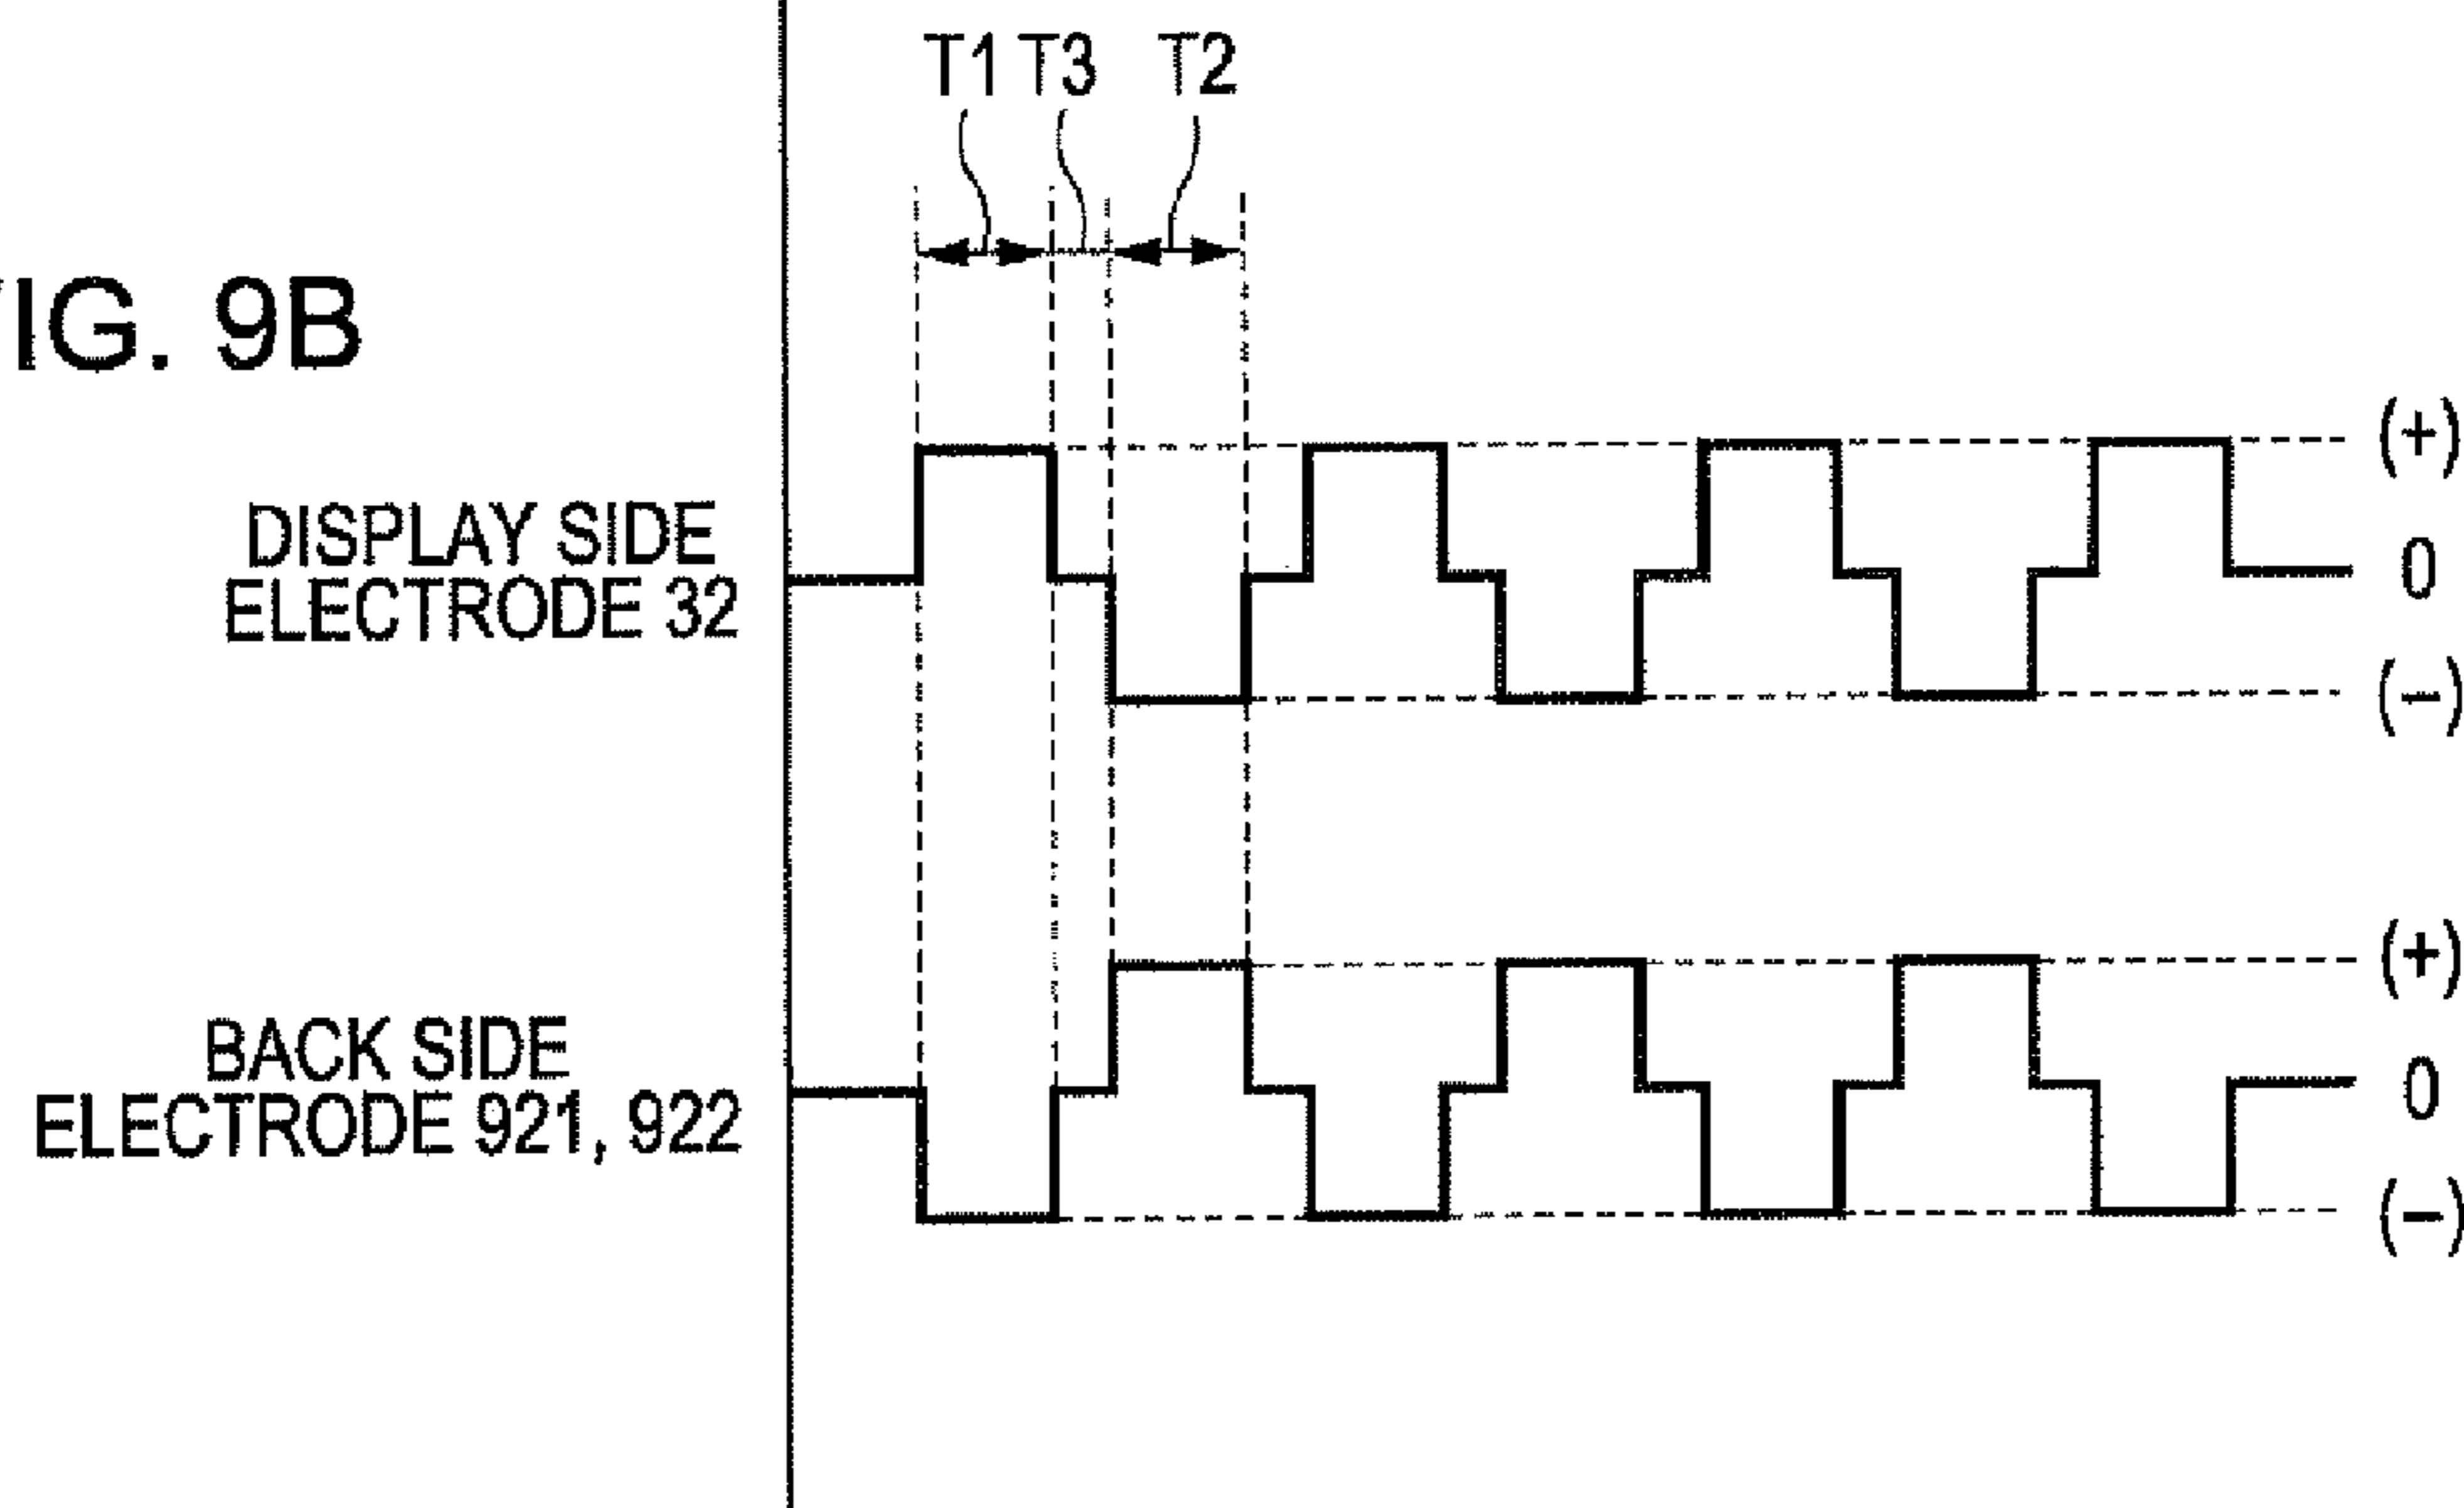 T1 T3 T2
IG. 9B
DISPLAY SIDE
ELECTRODE 32
(+)
0
(−)
BACK SIDE
ELECTRODE 921, 922
(+)
0
(−)